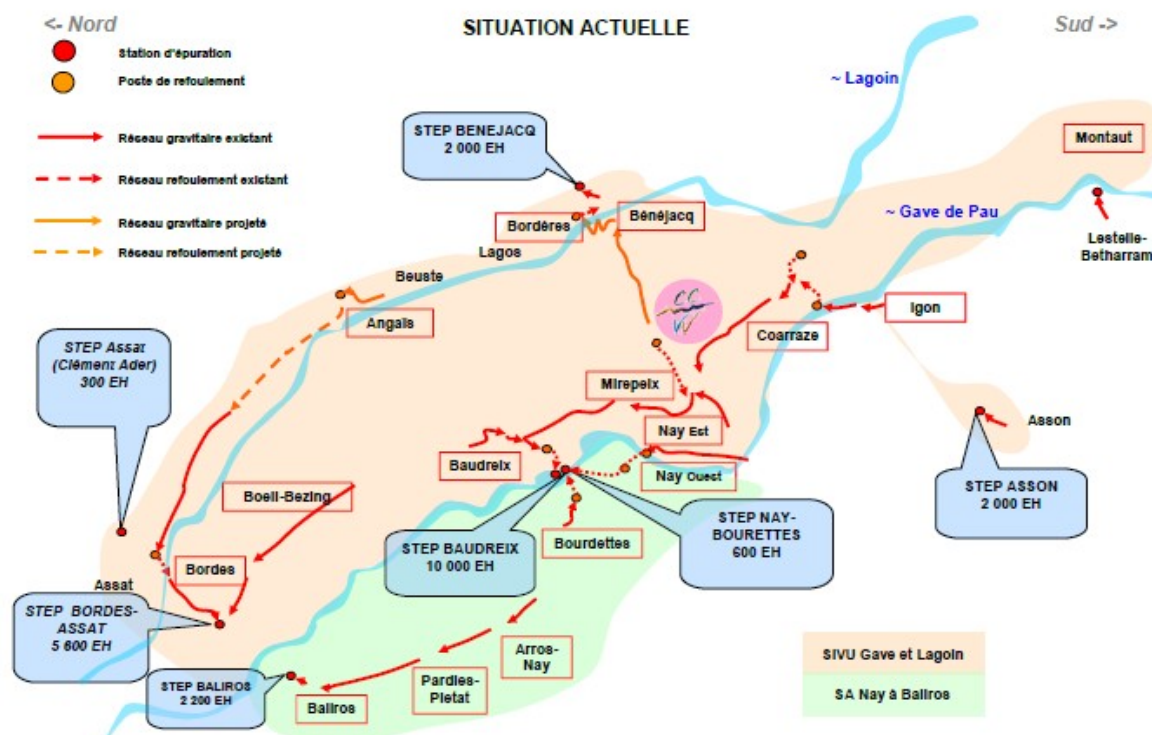 <- Nord
SITUATION ACTUELLE
Sud ->
Station d'épuration
Poste de refoulement
Réseau gravitaire existant
Réseau refoulement existant
Réseau gravitaire projeté
Réseau refoulement projeté
~ Lagoin
STEP BENEJACQ
2 000 EH
Montaut
~ Gave de Pau
Lestelle-
Betharram
Bordères
Bénéjacq
Lagos
Beuste
Angaïs
Igon
Coarraze
STEP Assat
(Clément Ader)
300 EH
CC
VV
Mirepeix
Nay Est
Asson
Baudreix
Nay Ouest
STEP ASSON
2 000 EH
Boeil-Bezing
STEP NAY-
BOURETTES
600 EH
STEP BAUDREIX
10 000 EH
Bourdettes
Assat
Bordes
STEP BORDES-
ASSAT
5 600 EH
Arros-
Nay
SIVU Gave et Lagoin
STEP BALIROS
2 200 EH
Pardies-
Pietat
Baliros
SA Nay à Baliros